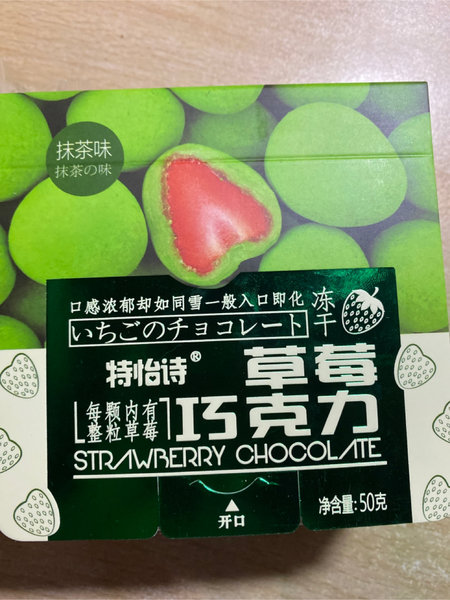 抹茶味
抹茶の味
口感浓郁却如同雪一般入口即化
冻干
いちごのチョコレート
特怡诗®
草莓
每颗内有
整粒草莓
巧克力
STRAWBERRY CHOCOLATE
开口
净含量:50克